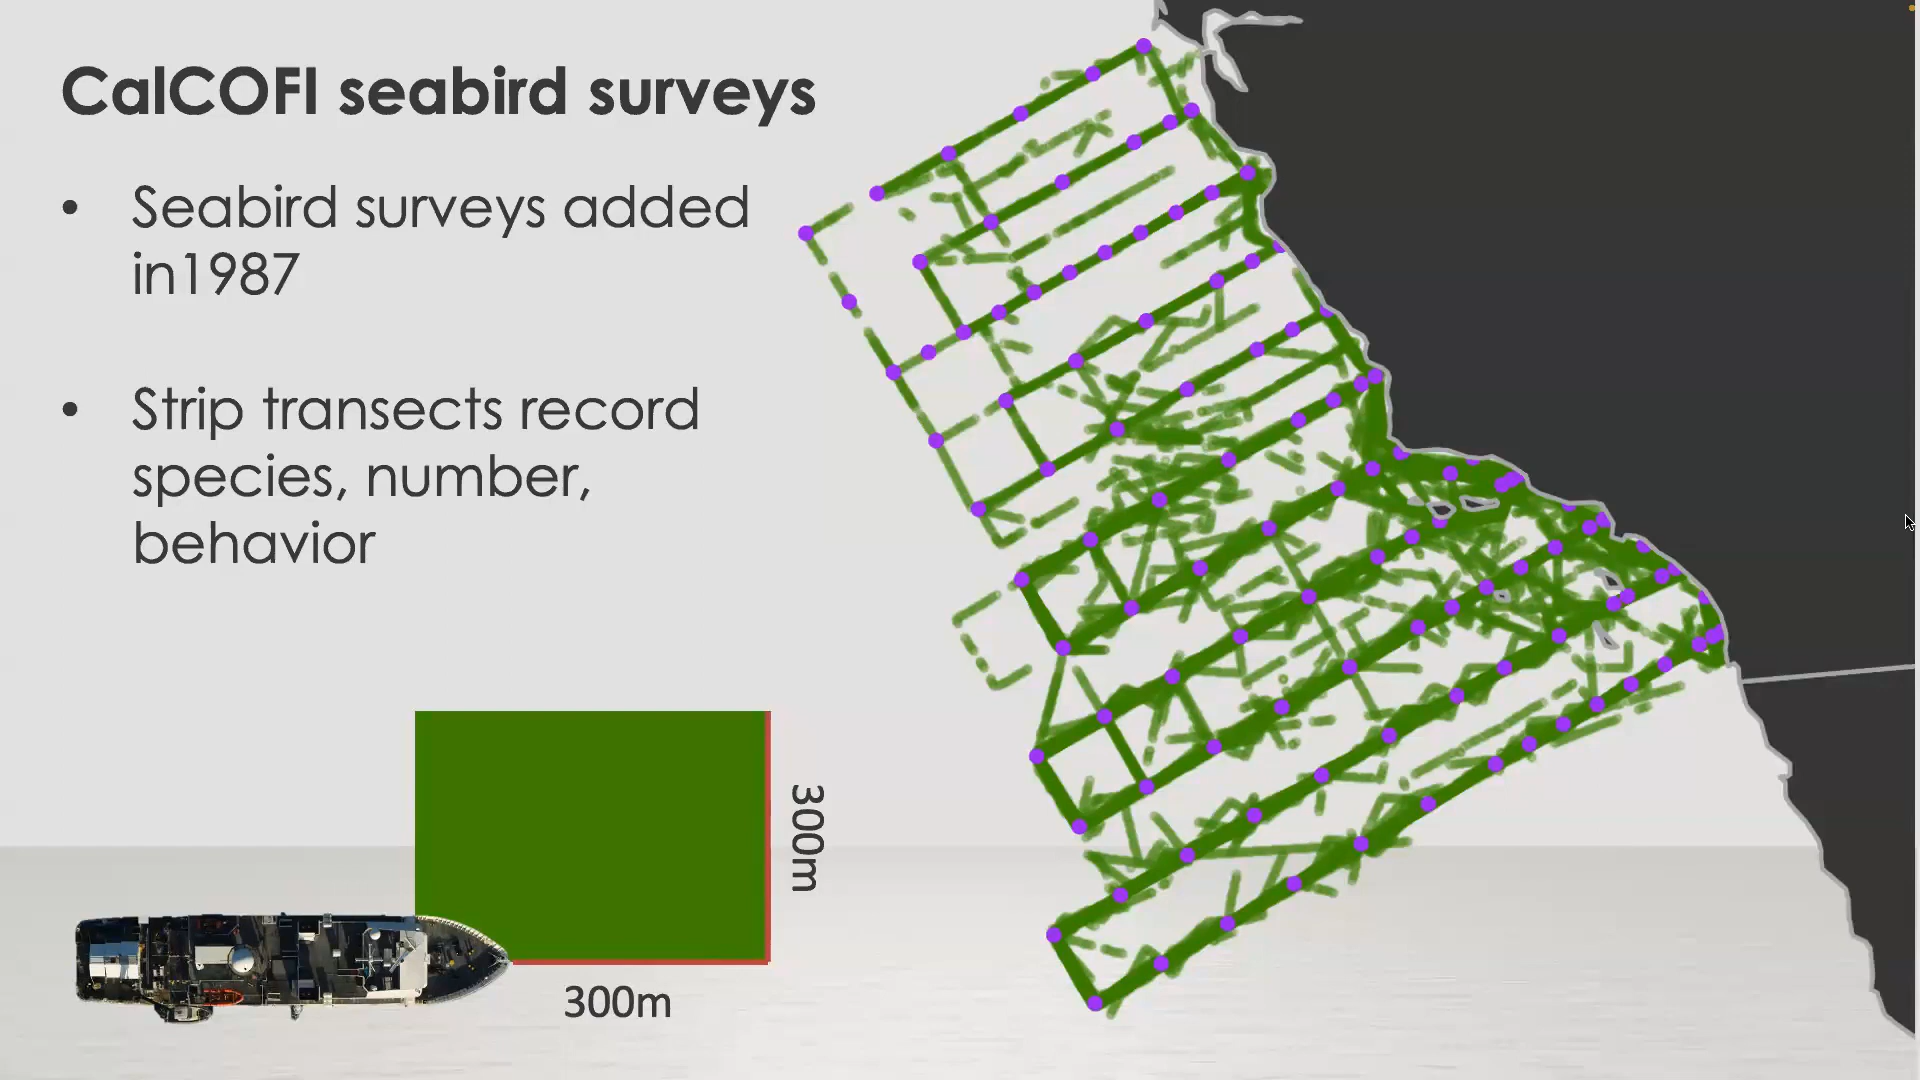 CalCOFI seabird surveys
• Seabird surveys added
in1987
• Strip transects record
species, number,
behavior
300m
300m